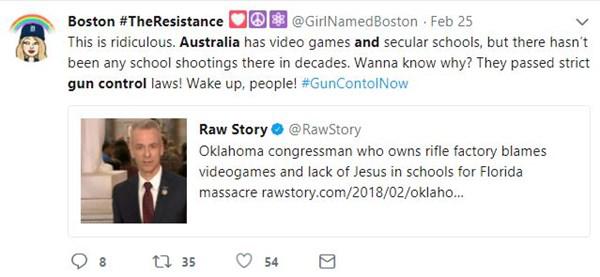 Boston #TheResistance @GirlNamedBoston · Feb 25
This is ridiculous. Australia has video games and secular schools, but there hasn't
been any school shootings there in decades. Wanna know why? They passed strict
gun control laws! Wake up, people! #GunContolNow
Raw Story @RawStory
Oklahoma congressman who owns rifle factory blames
videogames and lack of Jesus in schools for Florida
massacre rawstory.com/2018/02/oklaho...
8 35 54